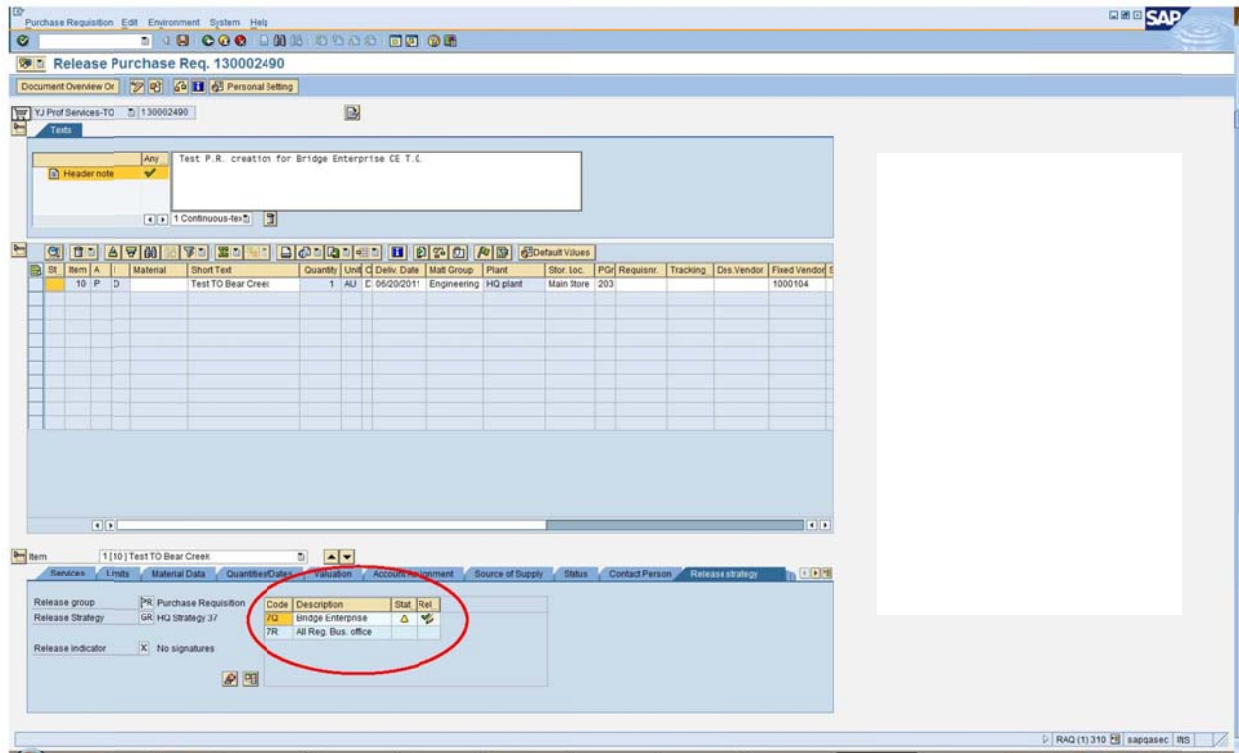 Purchase Requisition Edit Environment System Help
SAP
Release Purchase Req. 130002490
Document Overview On Personal Setting
YJ Prof Services-TO 130002490
Texts
Any
Header note
Test P.R. creation for Bridge Enterprise CE T.O.
1 Continuous-tex
Default Values
St Item A I Material Short Text Quantity Unit C Deliv. Date Matl Group Plant Stor. Loc. PGr Requisnr. Tracking Des.Vendor Fixed Vendor S
10 P D Test TO Bear Creek 1 AU D 06/20/2011 Engineering HQ plant Main Store 203 1000104
Item 1 [ 10 ] Test TO Bear Creek
Services Limits Material Data Quantities/Dates Valuation Account Assignment Source of Supply Status Contact Person Release strategy
Release group PR Purchase Requisition
Release Strategy GR HQ Strategy 37
Release indicator X No signatures
Code Description Stat. Rel.
7Q Bridge Enterprise
7R All Reg. Bus. office
RAQ (1) 310 sapqasec INS